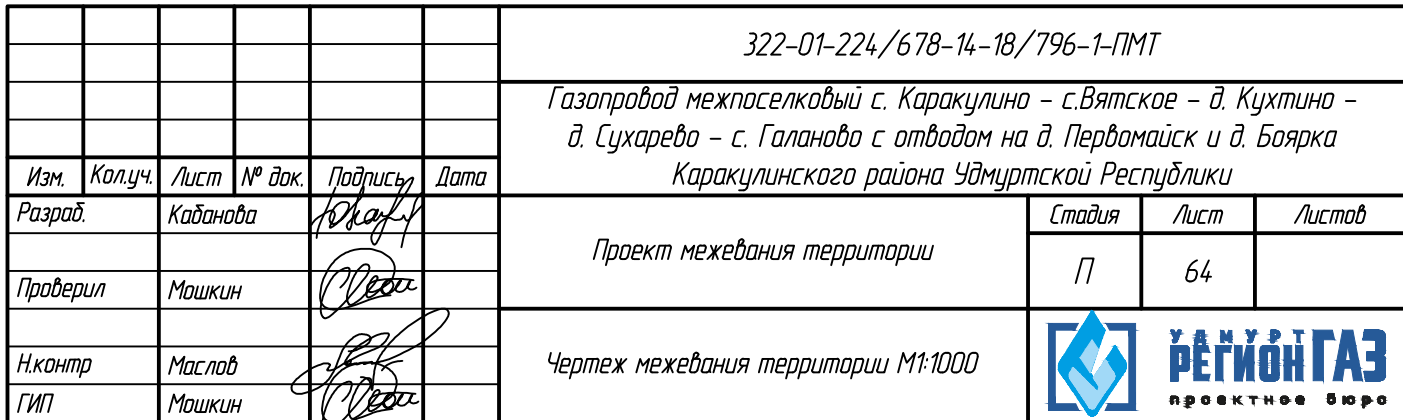 322-01-224/678-14-18/796-1-ПМТ
Газопровод межпоселковый с. Каракулино – с.Вятское – д. Кухтино –
д. Сухарево – с. Галаново с отводом на д. Первомайск и д. Боярка
Каракулинского района Удмуртской Республики
Изм. Кол.уч. Лист № док. Подпись Дата
Разраб. Кабанова
Проверил Мошкин
Н.контр Маслов
ГИП Мошкин
Проект межевания территории
Стадия Лист Листов
П 64
Чертеж межевания территории М1:1000
УДМУРТ
РЕГИОНГАЗ
проектное бюро